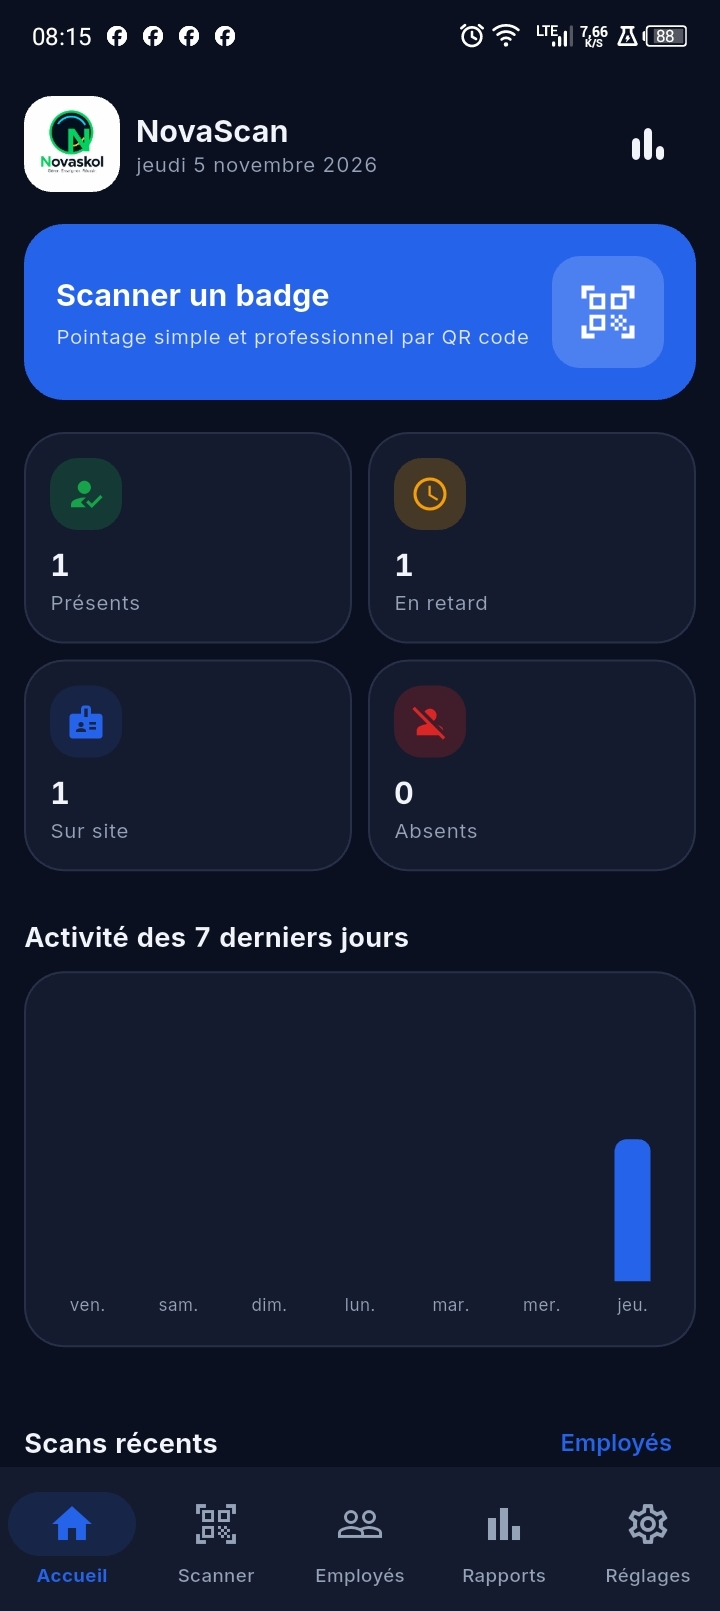 08:15
LTE 7,66 K/S 88
Novaskol
NovaScan
jeudi 5 novembre 2026
Scanner un badge
Pointage simple et professionnel par QR code
1
Présents
1
En retard
1
Sur site
0
Absents
Activité des 7 derniers jours
ven. sam. dim. lun. mar. mer. jeu.
Scans récents Employés
Accueil Scanner Employés Rapports Réglages